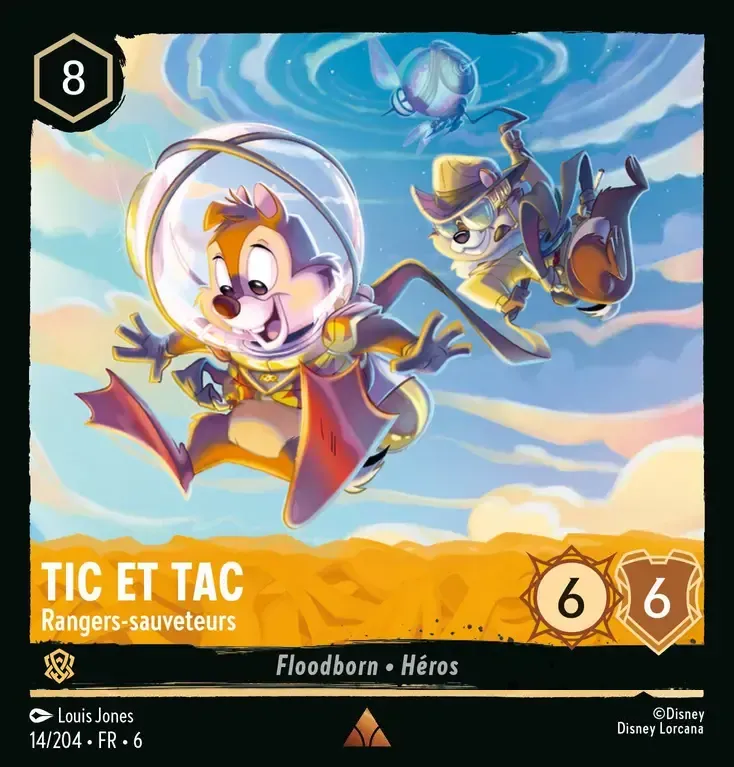 8
TIC ET TAC
Rangers-sauveteurs
6
6
Floodborn • Héros
Louis Jones
©Disney
14/204 • FR • 6
Disney Lorcana